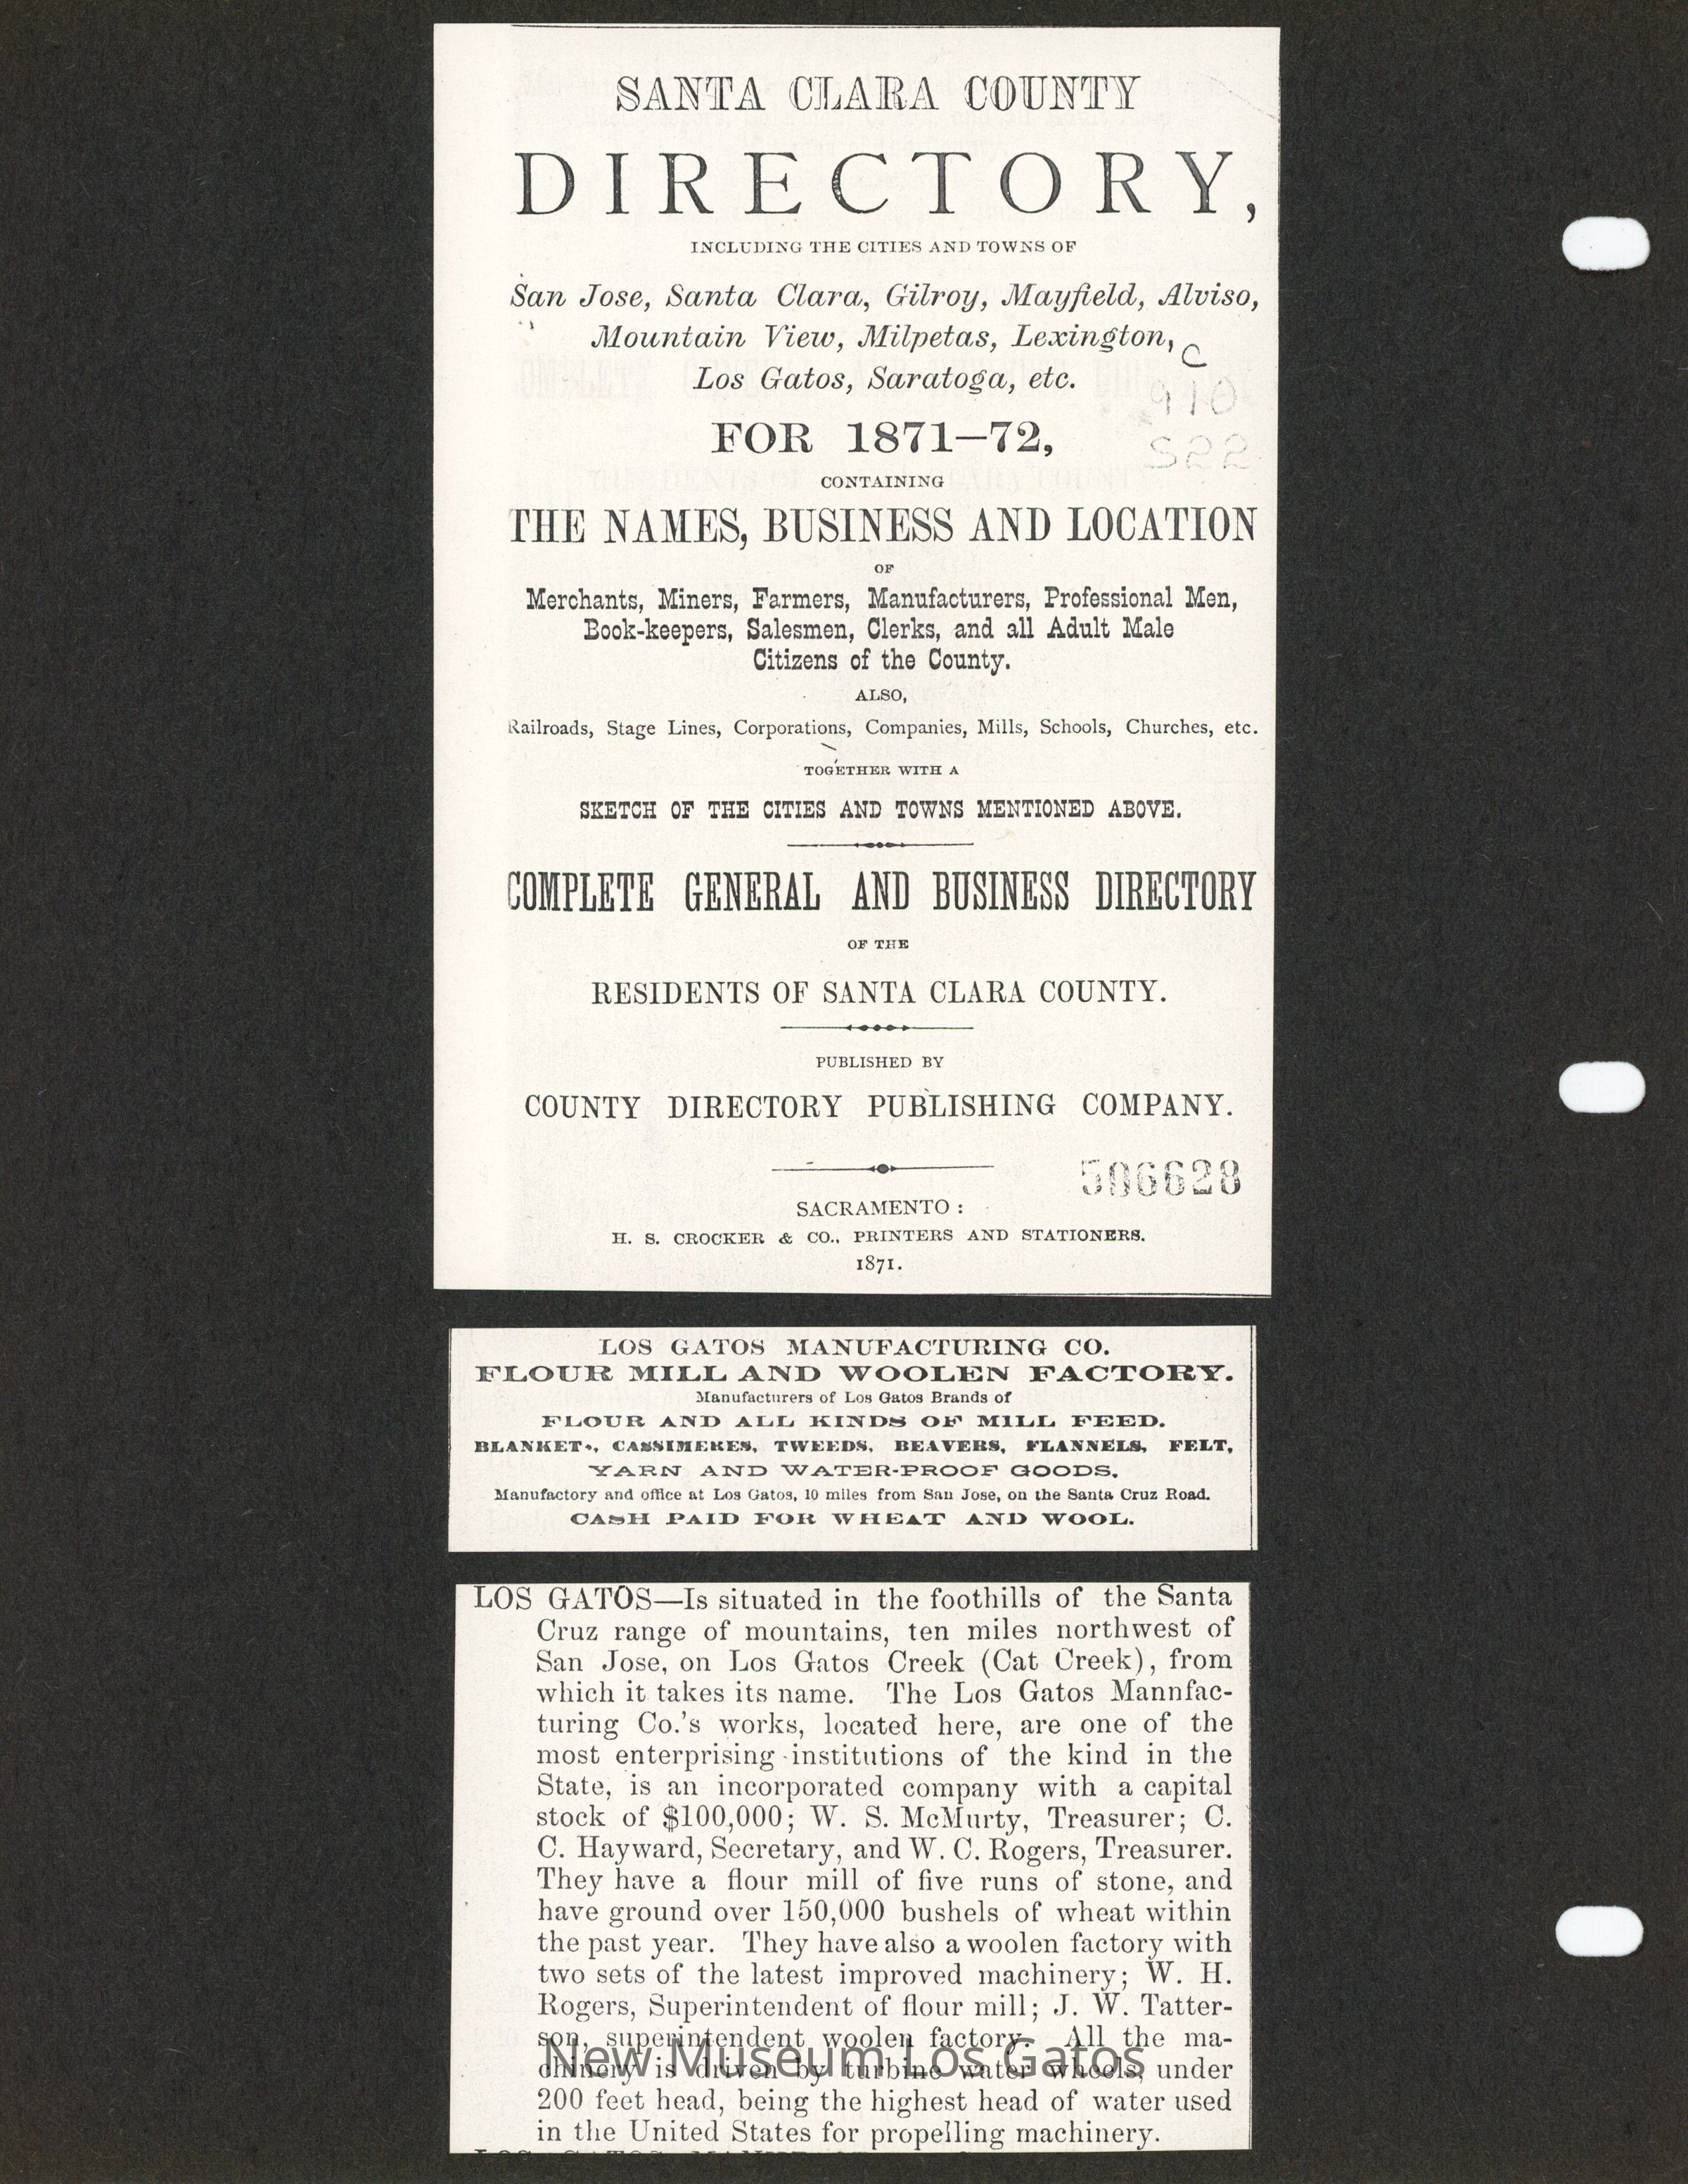 SANTA CLARA COUNTY
DIRECTORY,
INCLUDING THE CITIES AND TOWNS OF
San Jose, Santa Clara, Gilroy, Mayfield, Alviso,
Mountain View, Milpetas, Lexington,
C
Los Gatos, Saratoga, etc.
910
FOR 1871–72,
S22
CONTAINING
THE NAMES, BUSINESS AND LOCATION
OF
Merchants, Miners, Farmers, Manufacturers, Professional Men,
Book-keepers, Salesmen, Clerks, and all Adult Male
Citizens of the County.
ALSO,
Railroads, Stage Lines, Corporations, Companies, Mills, Schools, Churches, etc.
TOGETHER WITH A
SKETCH OF THE CITIES AND TOWNS MENTIONED ABOVE.
COMPLETE GENERAL AND BUSINESS DIRECTORY
OF THE
RESIDENTS OF SANTA CLARA COUNTY.
PUBLISHED BY
COUNTY DIRECTORY PUBLISHING COMPANY.
506628
SACRAMENTO:
H. S. CROCKER & CO., PRINTERS AND STATIONERS.
1871.
LOS GATOS MANUFACTURING CO.
FLOUR MILL AND WOOLEN FACTORY.
Manufacturers of Los Gatos Brands of
FLOUR AND ALL KINDS OF MILL FEED.
BLANKETS, CASSIMERES, TWEEDS, BEAVERS, FLANNELS, FELT,
YARN AND WATER-PROOF GOODS.
Manufactory and office at Los Gatos, 10 miles from San Jose, on the Santa Cruz Road.
CASH PAID FOR WHEAT AND WOOL.
LOS GATOS—Is situated in the foothills of the Santa
Cruz range of mountains, ten miles northwest of
San Jose, on Los Gatos Creek (Cat Creek), from
which it takes its name. The Los Gatos Mannfac-
turing Co.'s works, located here, are one of the
most enterprising institutions of the kind in the
State, is an incorporated company with a capital
stock of $100,000; W. S. McMurty, Treasurer; C.
C. Hayward, Secretary, and W. C. Rogers, Treasurer.
They have a flour mill of five runs of stone, and
have ground over 150,000 bushels of wheat within
the past year. They have also a woolen factory with
two sets of the latest improved machinery; W. H.
Rogers, Superintendent of flour mill; J. W. Tatter-
son, superintendent woolen factory. All the ma-
New Museum Los Gatos
chinery is driven by turbine water wheels, under
200 feet head, being the highest head of water used
in the United States for propelling machinery.